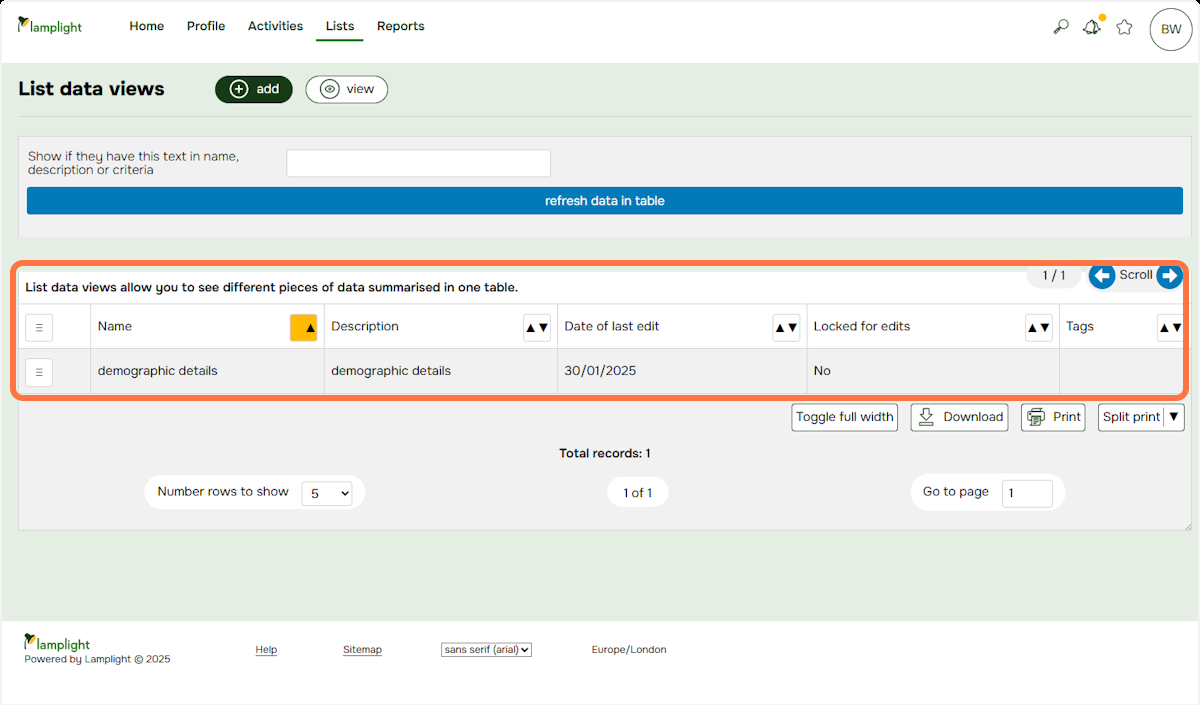 lamplight
Home Profile Activities Lists Reports
BW
List data views
add
view
Show if they have this text in name,
description or criteria
refresh data in table
1 / 1
Scroll
List data views allow you to see different pieces of data summarised in one table.
Name Description Date of last edit Locked for edits Tags
demographic details demographic details 30/01/2025 No
Toggle full width Download Print Split print
Total records: 1
Number rows to show 5 1 of 1 Go to page 1
lamplight
Powered by Lamplight © 2025
Help Sitemap sans serif (arial) Europe/London